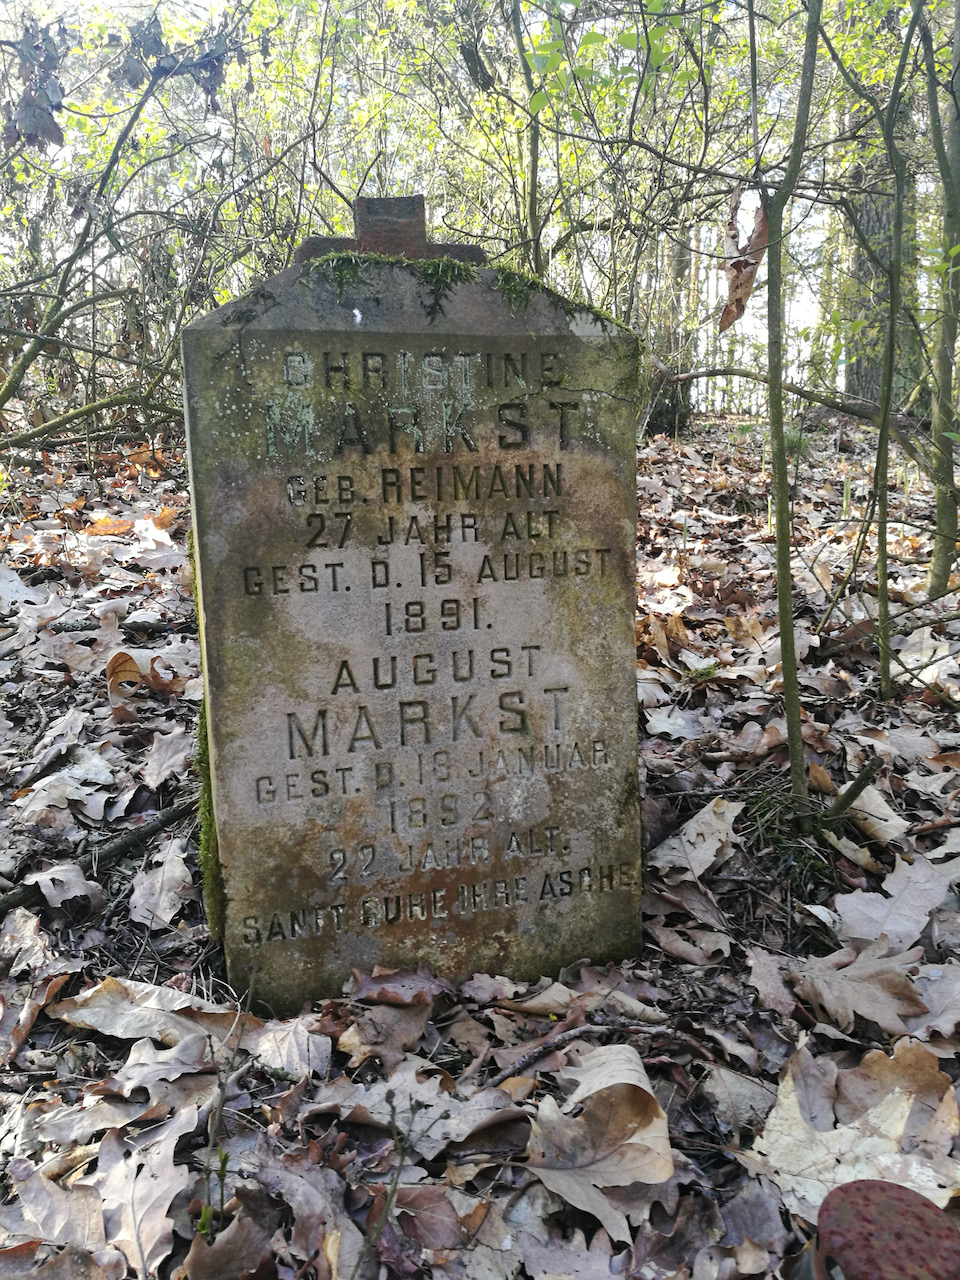 CHRISTINE
MARKST
GEB. REIMANN
27 JAHR ALT
GEST. D. 15 AUGUST
1891.
AUGUST
MARKST
GEST. D. 18 JANUAR
1892.
22 JAHR ALT.
SANFT RUHE IHRE ASCHE.